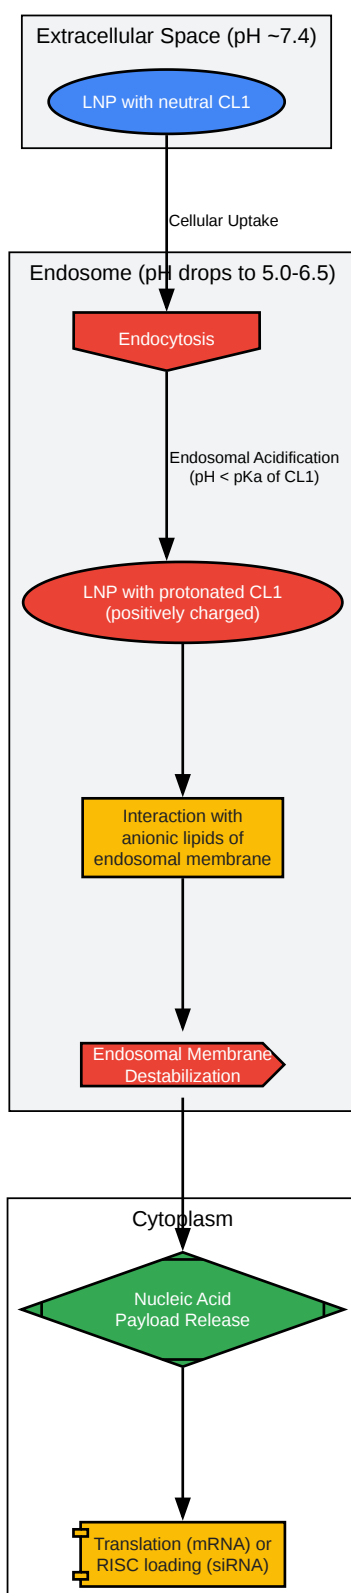 Extracellular Space (pH ~7.4)
LNP with neutral CL1
Cellular Uptake
Endosome (pH drops to 5.0-6.5)
Endocytosis
Endosomal Acidification
(pH < pKa of CL1)
LNP with protonated CL1
(positively charged)
Interaction with
anionic lipids of
endosomal membrane
Endosomal Membrane
Destabilization
Cytoplasm
Nucleic Acid
Payload Release
Translation (mRNA) or
RISC loading (siRNA)